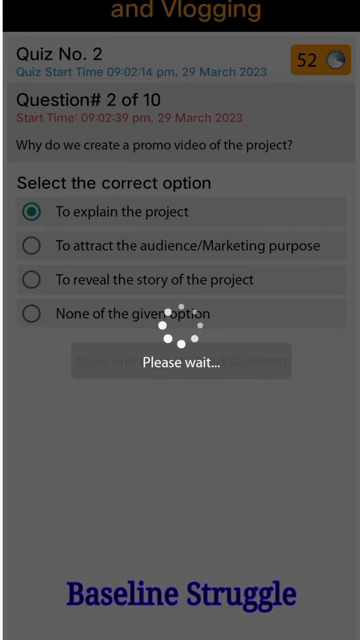 and Vlogging
Quiz No. 2
52
Quiz Start Time 09:02:14 pm, 29 March 2023
Question# 2 of 10
Start Time: 09:02:39 pm, 29 March 2023
Why do we create a promo video of the project?
Select the correct option
To explain the project
To attract the audience/Marketing purpose
To reveal the story of the project
None of the given option
Save and
Question
Please wait...
Baseline Struggle